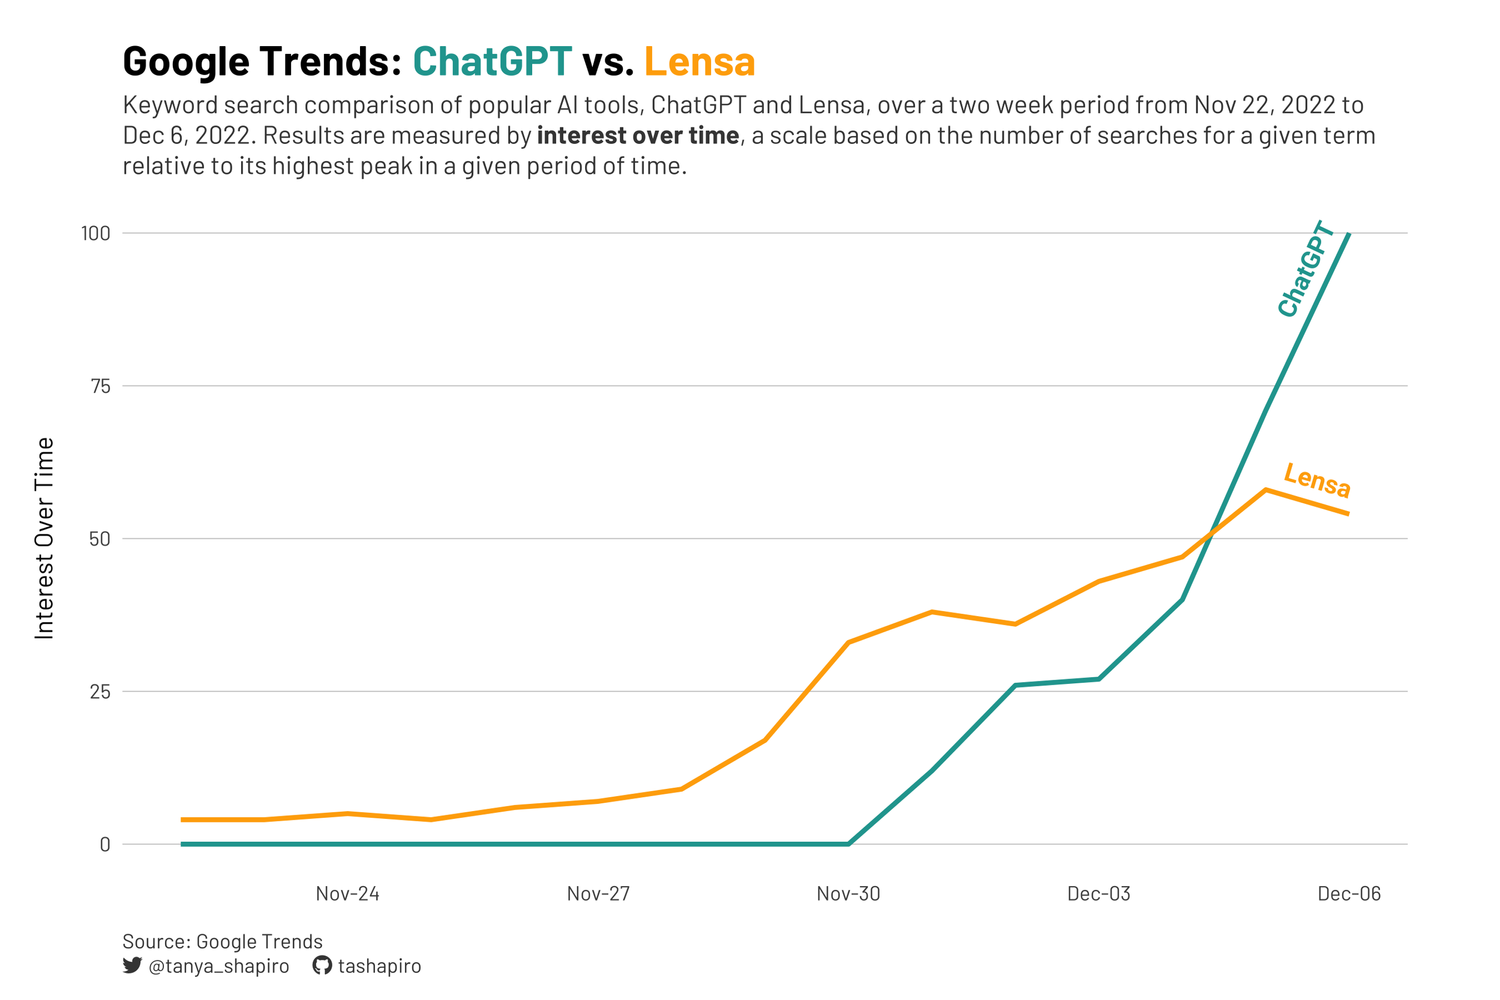 Google Trends: ChatGPT vs. Lensa
Keyword search comparison of popular AI tools, ChatGPT and Lensa, over a two week period from Nov 22, 2022 to
Dec 6, 2022. Results are measured by interest over time, a scale based on the number of searches for a given term
relative to its highest peak in a given period of time.
100
75
50
25
0
Interest Over Time
ChatGPT
Lensa
Nov-24
Nov-27
Nov-30
Dec-03
Dec-06
Source: Google Trends
@tanya_shapiro tashapiro